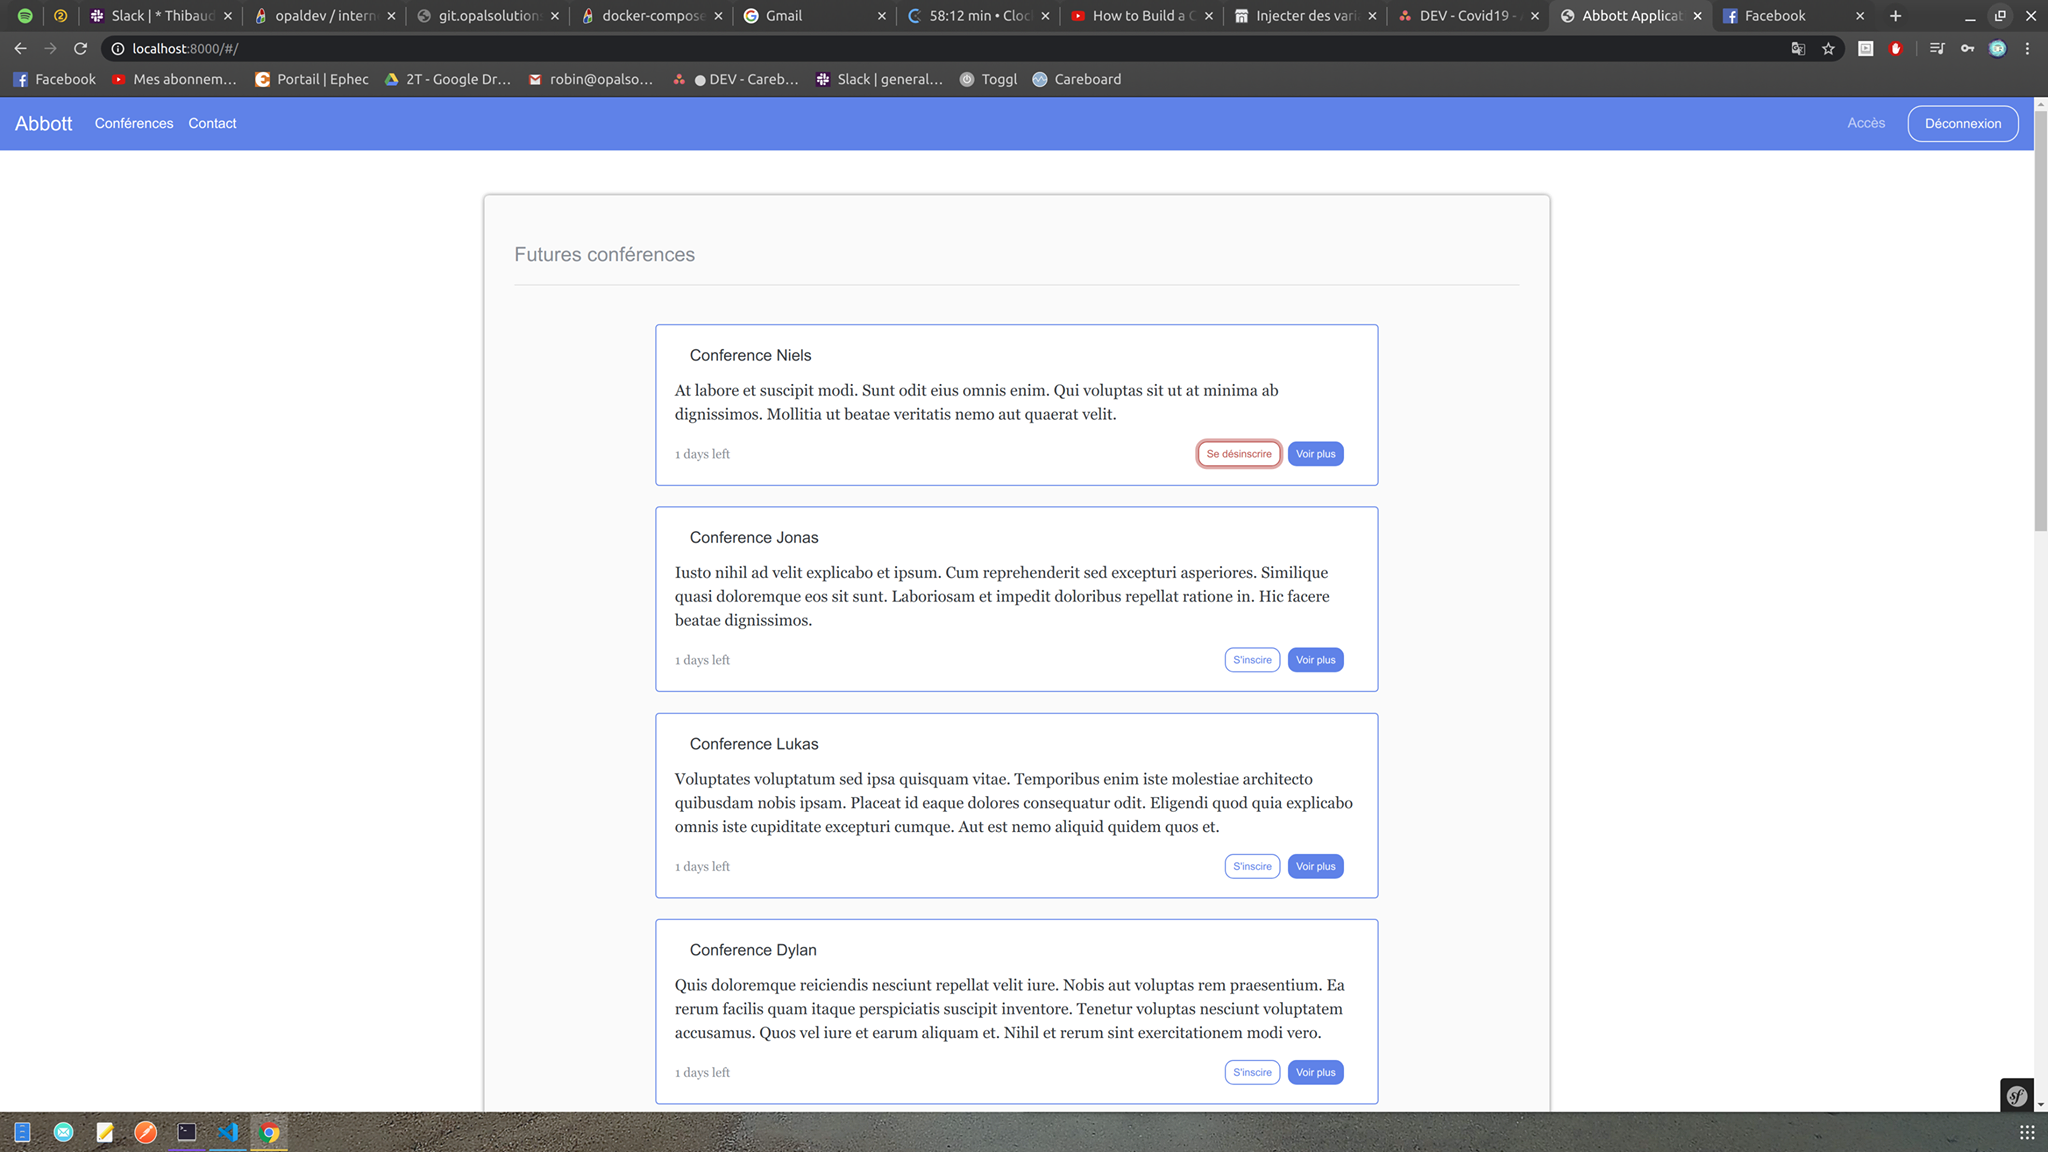 Slack | * Thibaud
opaldev / intern
git.opalsolution
docker-compose
Gmail
58:12 min • Cloc
How to Build a C
Injecter des varia
DEV - Covid19 -
Abbott Applicat
Facebook
localhost:8000/#/
Facebook
Mes abonnem...
Portail | Ephec
2T - Google Dr...
robin@opalso...
DEV - Careb...
Slack | general...
Toggl
Careboard
Abbott
Conférences
Contact
Accès
Déconnexion
Futures conférences
Conference Niels
At labore et suscipit modi. Sunt odit eius omnis enim. Qui voluptas sit ut at minima ab
dignissimos. Mollitia ut beatae veritatis nemo aut quaerat velit.
1 days left
Se désinscrire
Voir plus
Conference Jonas
Iusto nihil ad velit explicabo et ipsum. Cum reprehenderit sed excepturi asperiores. Similique
quasi doloremque eos sit sunt. Laboriosam et impedit doloribus repellat ratione in. Hic facere
beatae dignissimos.
1 days left
S'inscire
Voir plus
Conference Lukas
Voluptates voluptatum sed ipsa quisquam vitae. Temporibus enim iste molestiae architecto
quibusdam nobis ipsam. Placeat id eaque dolores consequatur odit. Eligendi quod quia explicabo
omnis iste cupiditate excepturi cumque. Aut est nemo aliquid quidem quos et.
1 days left
S'inscire
Voir plus
Conference Dylan
Quis doloremque reiciendis nesciunt repellat velit iure. Nobis aut voluptas rem praesentium. Ea
rerum facilis quam itaque perspiciatis suscipit inventore. Tenetur voluptas nesciunt voluptatem
accusamus. Quos vel iure et earum aliquam et. Nihil et rerum sint exercitationem modi vero.
1 days left
S'inscire
Voir plus